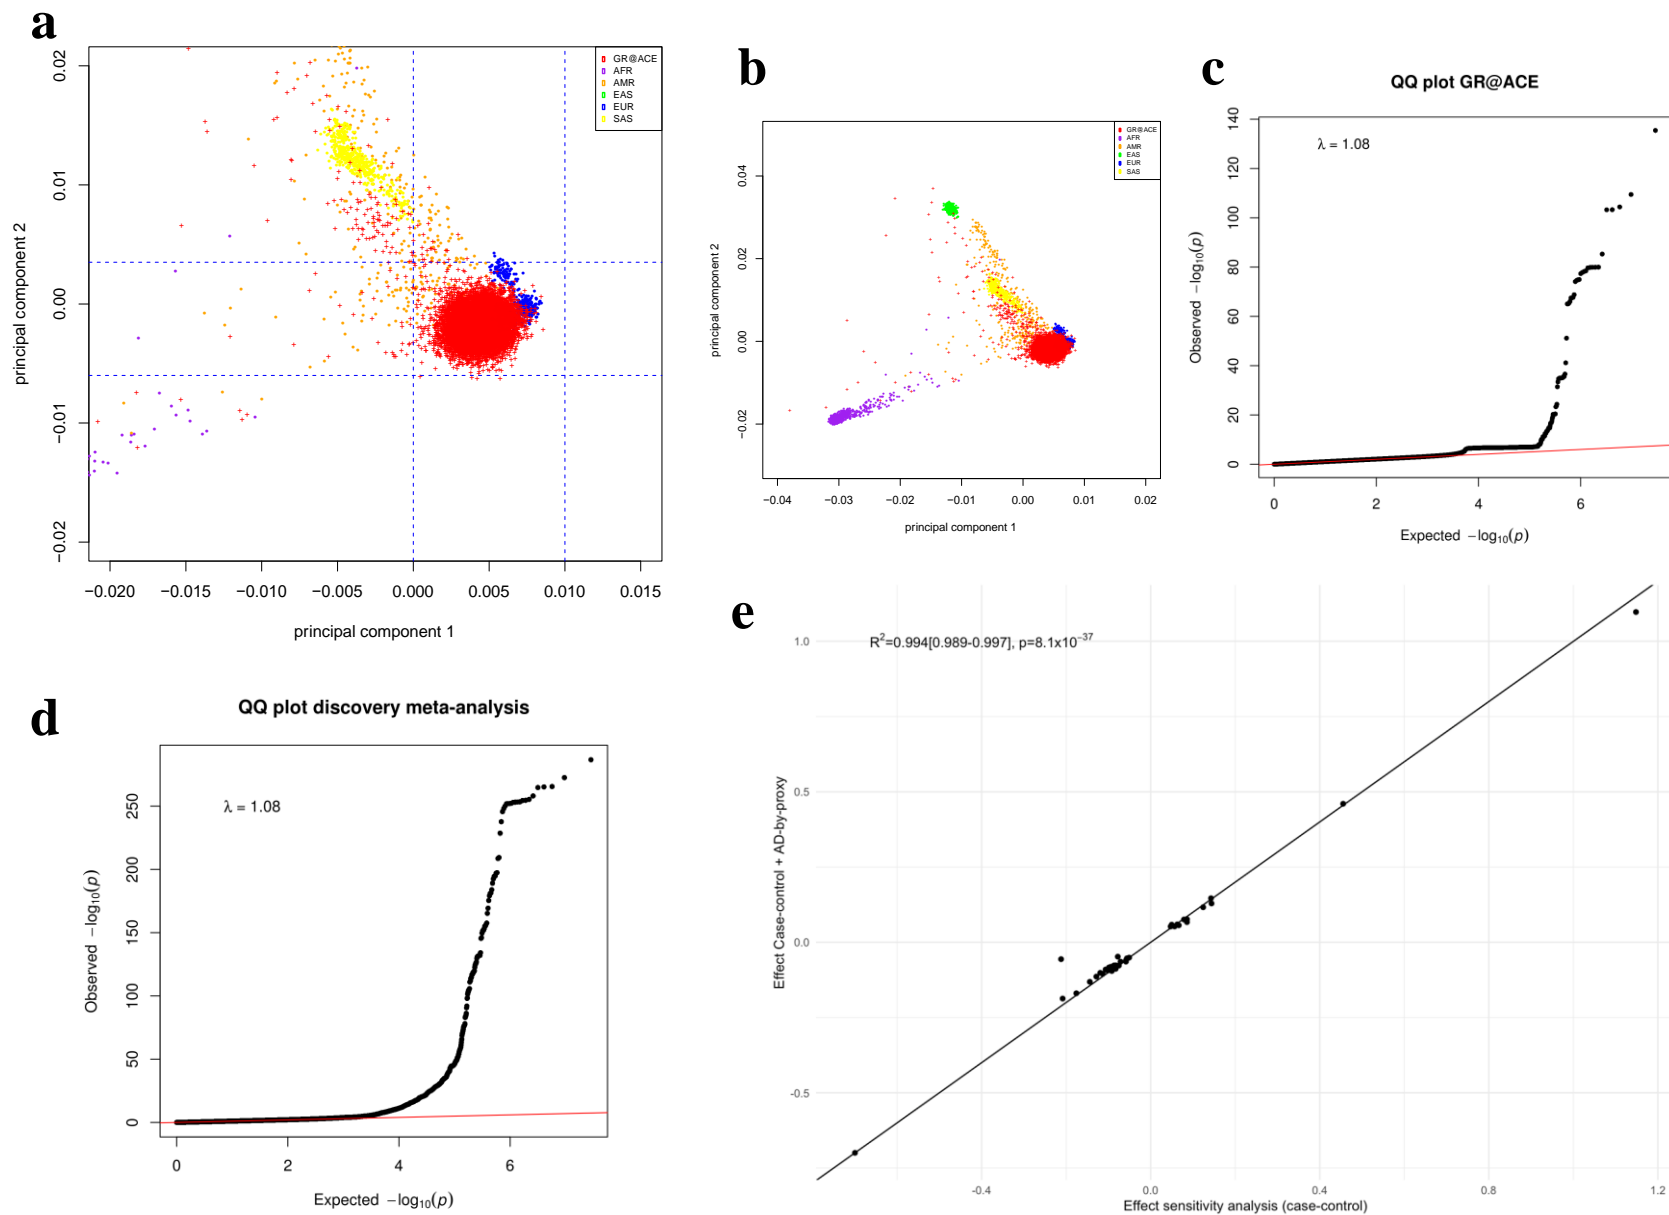 a
0.02
0.01
0.00
−0.01
−0.02
principal component 2
GR@ACE
AFR
AMR
EAS
EUR
SAS
−0.020 −0.015 −0.010 −0.005 0.000 0.005 0.010 0.015
principal component 1
b
0.04
0.02
0.00
−0.02
principal component 2
GR@ACE
AFR
AMR
EAS
EUR
SAS
−0.04 −0.03 −0.02 −0.01 0.00 0.01 0.02
principal component 1
c
QQ plot GR@ACE
λ = 1.08
140
120
100
80
60
40
20
0
Observed −log10(p)
0 2 4 6
Expected −log10(p)
d
QQ plot discovery meta-analysis
λ = 1.08
250
200
150
100
50
0
Observed −log10(p)
0 2 4 6
Expected −log10(p)
e
R2=0.994[0.989-0.997], p=8.1x10−37
1.0
0.5
0.0
-0.5
Effect Case-control + AD-by-proxy
-0.4 0.0 0.4 0.8 1.2
Effect sensitivity analysis (case-control)